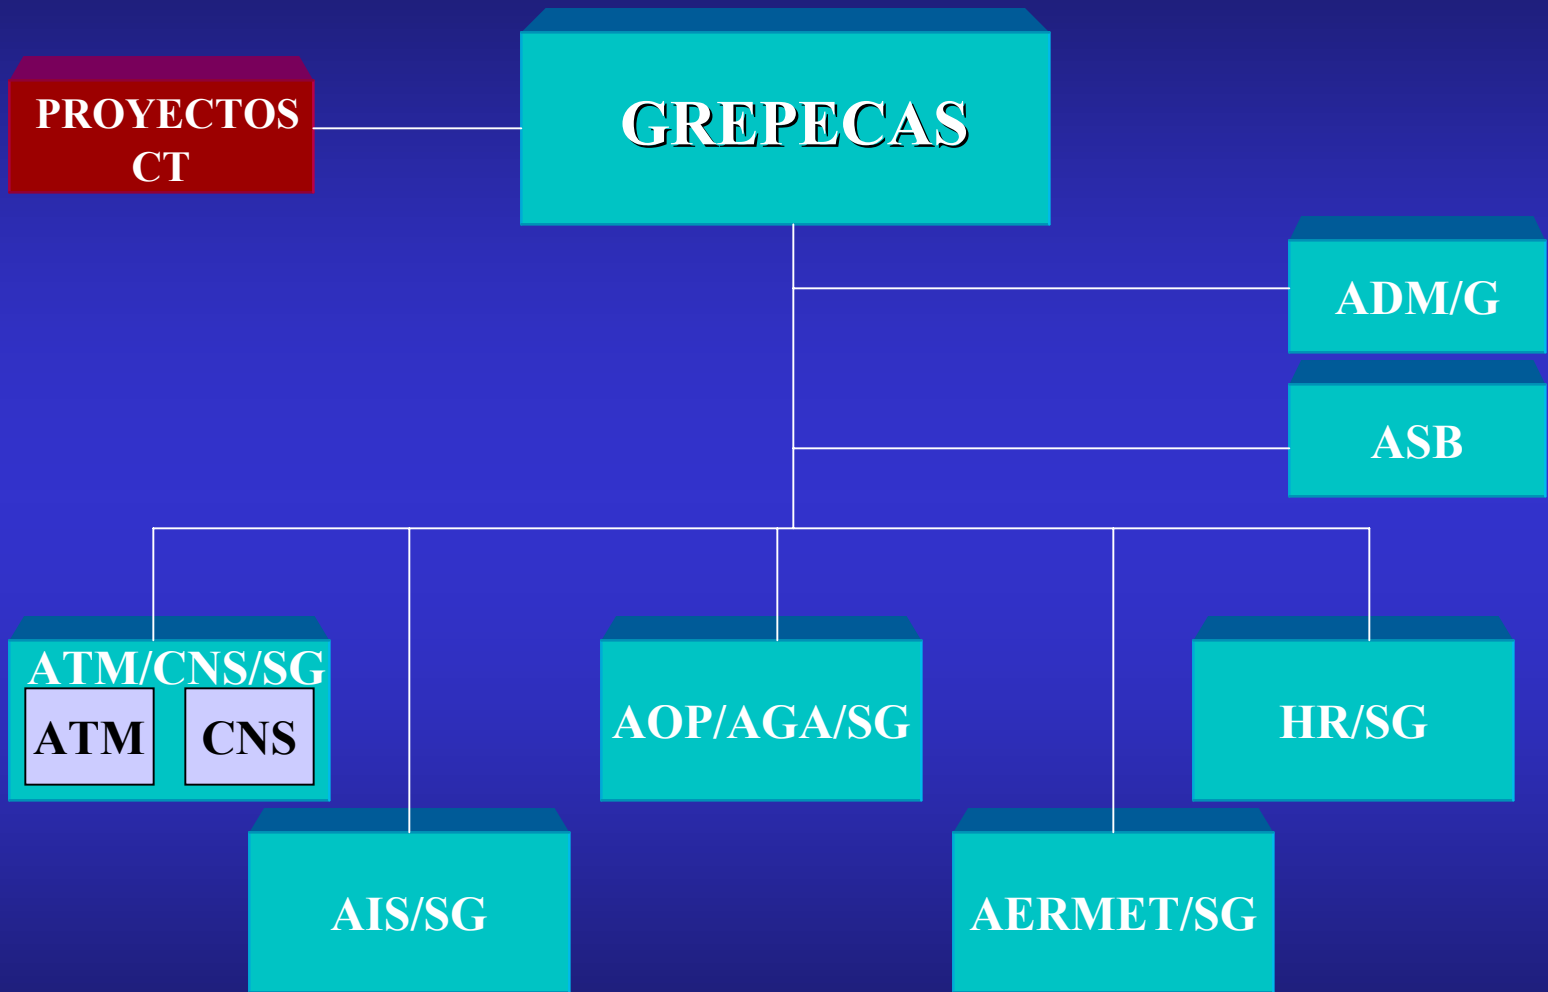 PROYECTOS
CT
GREPECAS
ADM/G
ASB
ATM/CNS/SG
ATM
CNS
AOP/AGA/SG
HR/SG
AIS/SG
AERMET/SG